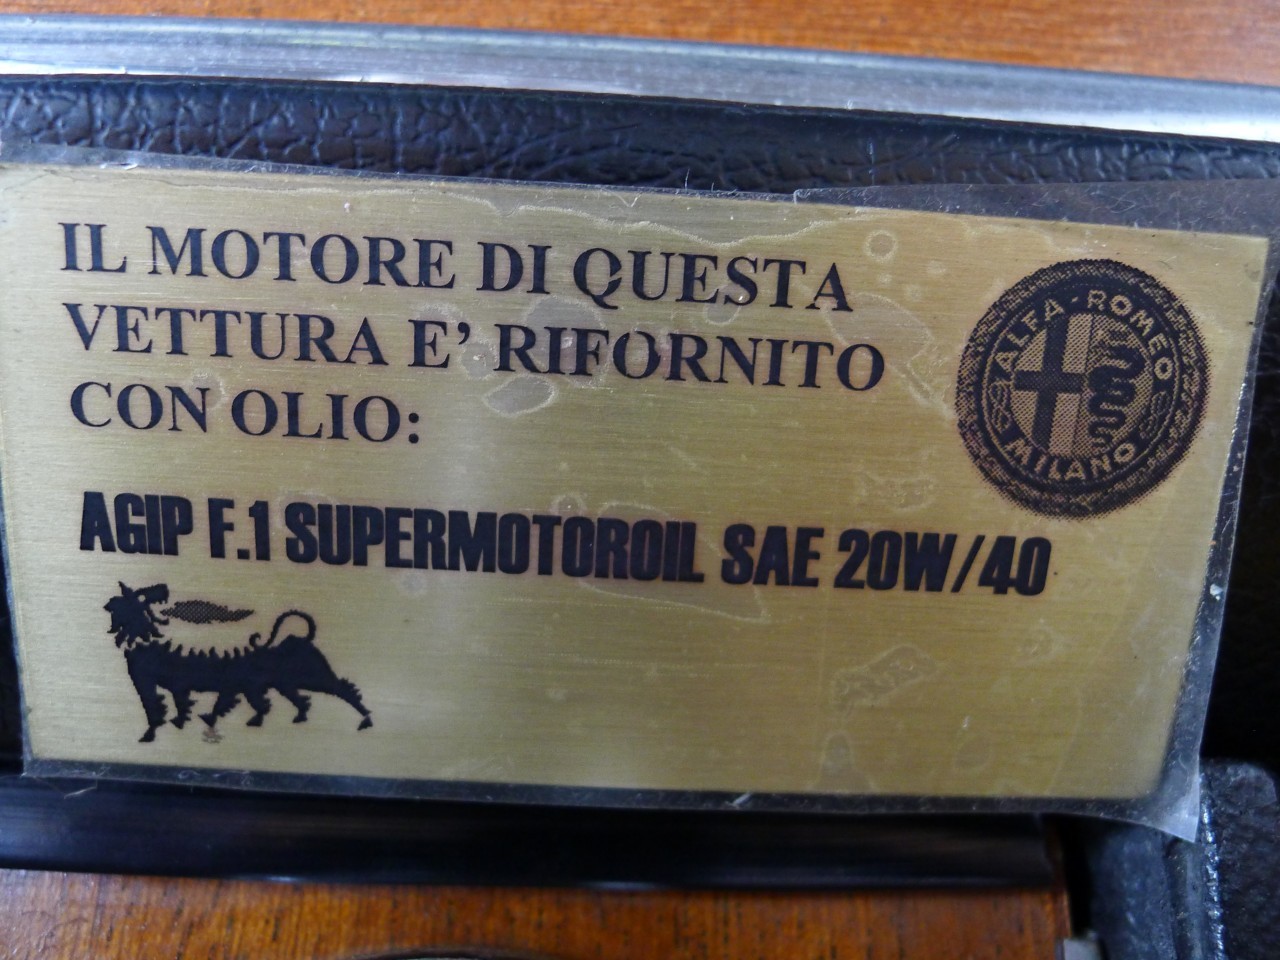 IL MOTORE DI QUESTA
VETTURA E' RIFORNITO
CON OLIO:
ALFA-ROMEO
MILANO
AGIP F.1 SUPERMOTOROIL SAE 20W/40